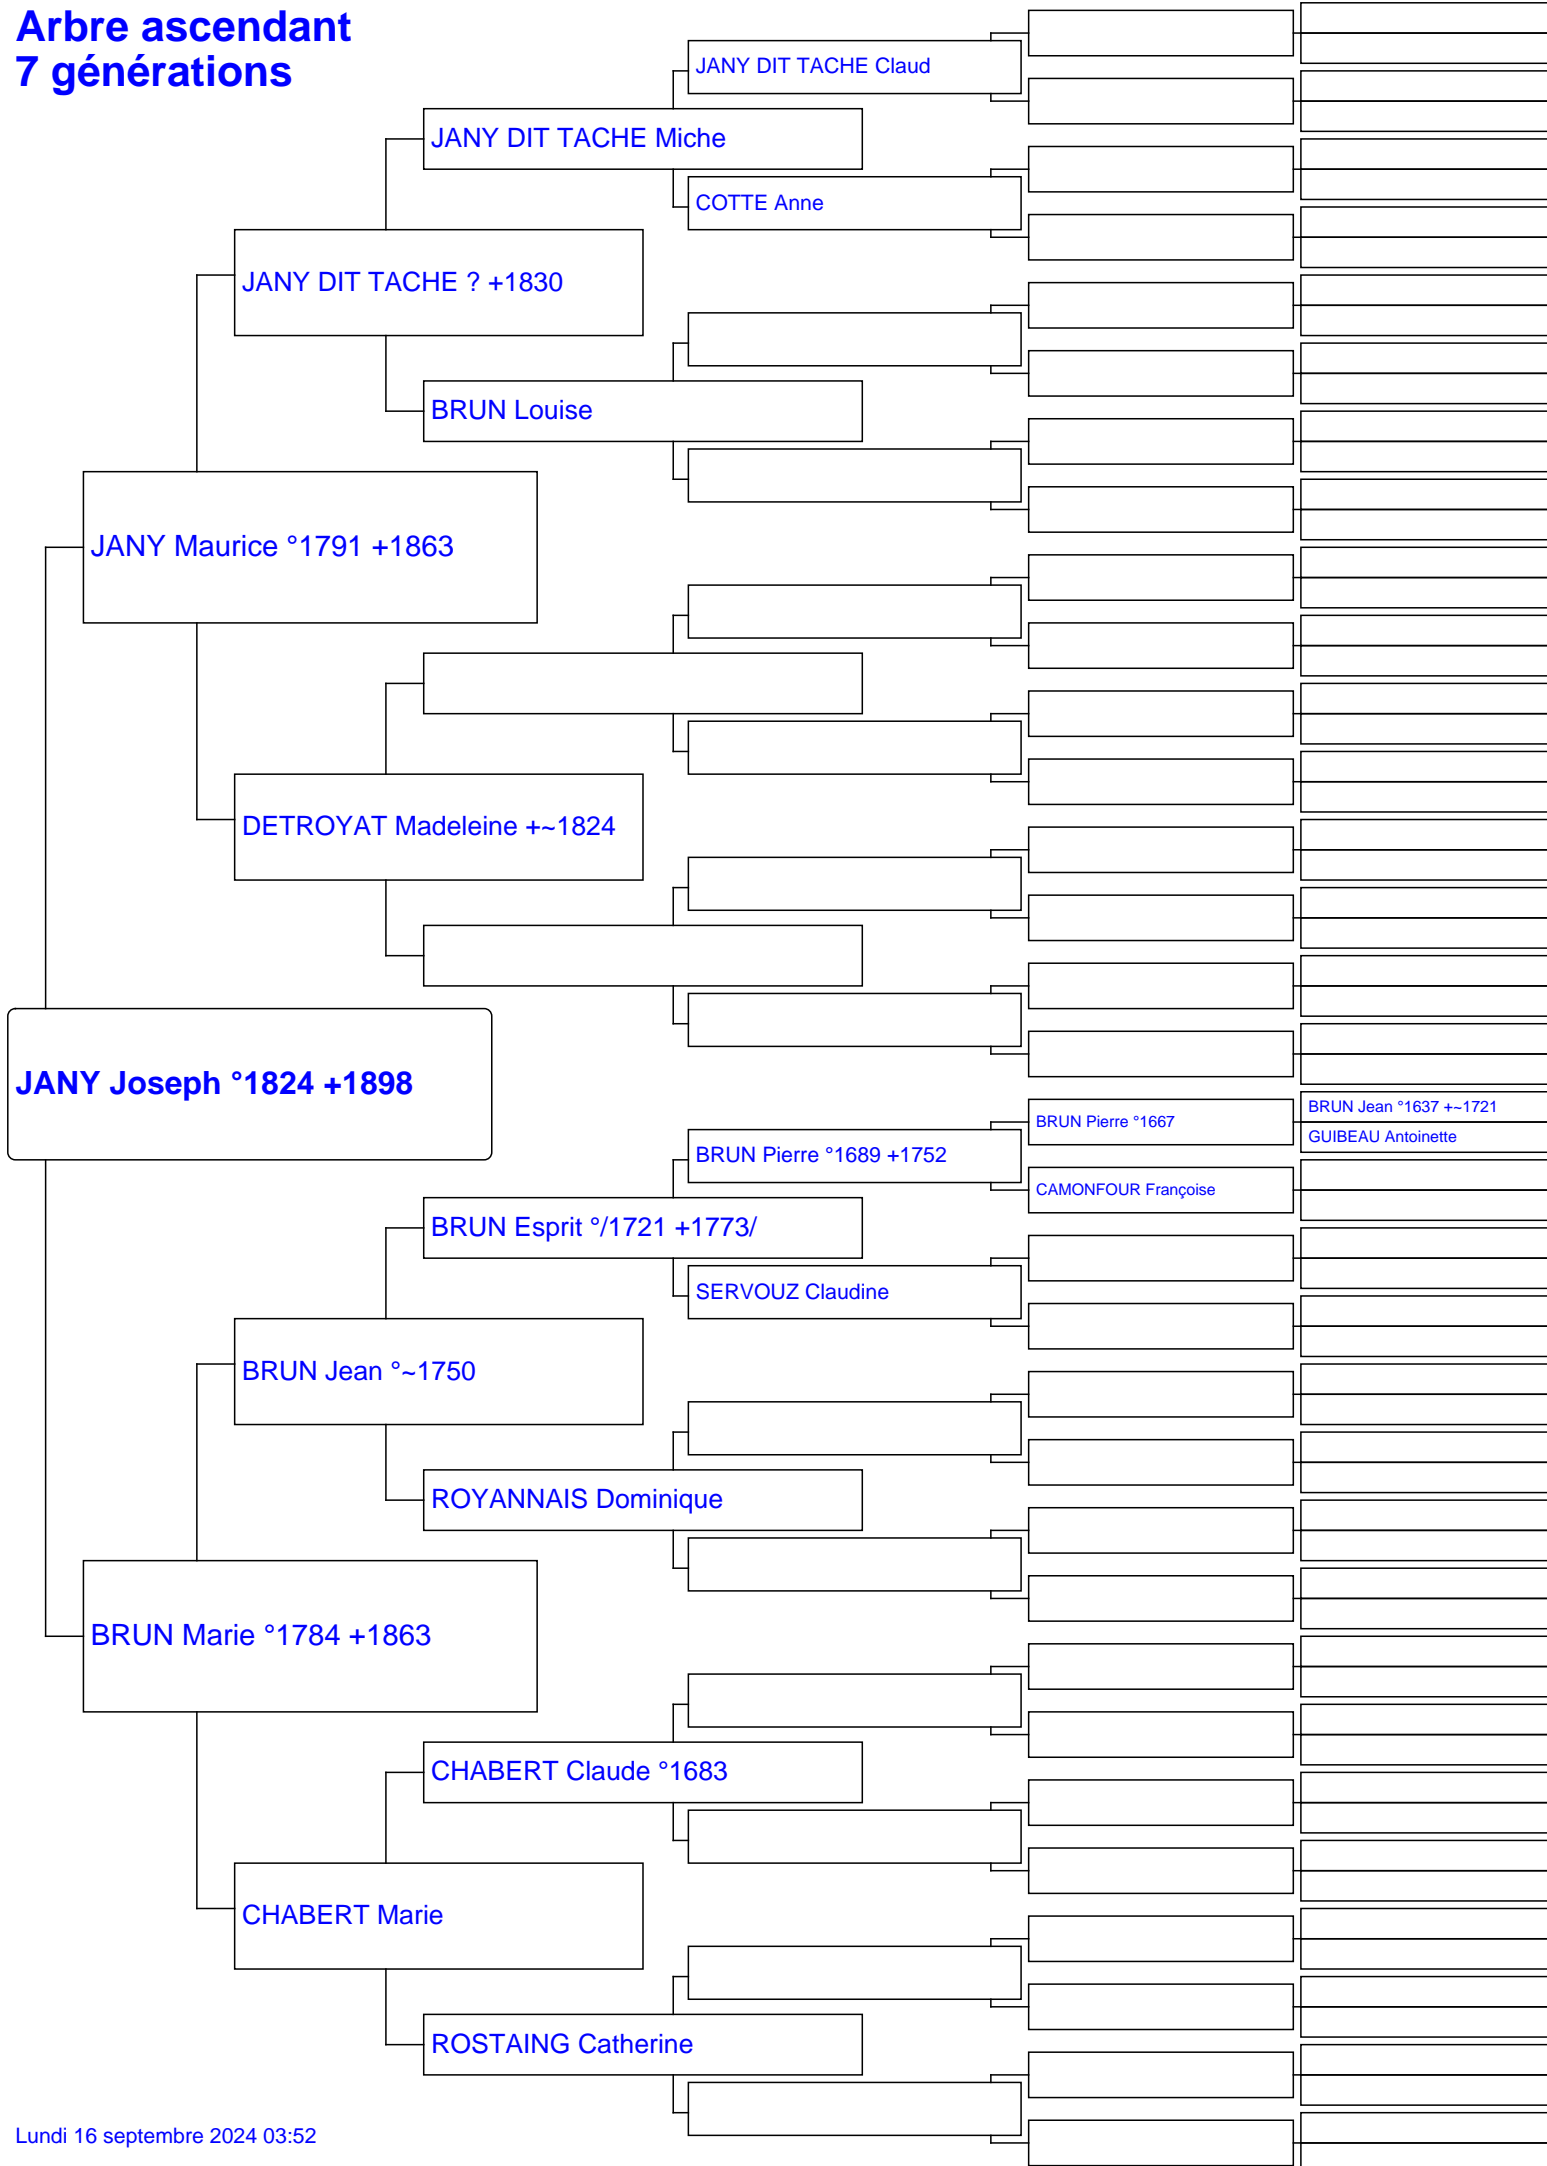 Arbre ascendant
7 générations
JANY DIT TACHE Claud
JANY DIT TACHE Miche
COTTE Anne
JANY DIT TACHE ? +1830
BRUN Louise
JANY Maurice °1791 +1863
DETROYAT Madeleine +~1824
JANY Joseph °1824 +1898
BRUN Jean °1637 +~1721
BRUN Pierre °1667
GUIBEAU Antoinette
BRUN Pierre °1689 +1752
CAMONFOUR Françoise
BRUN Esprit °/1721 +1773/
SERVOUZ Claudine
BRUN Jean °~1750
ROYANNAIS Dominique
BRUN Marie °1784 +1863
CHABERT Claude °1683
CHABERT Marie
ROSTAING Catherine
Lundi 16 septembre 2024 03:52